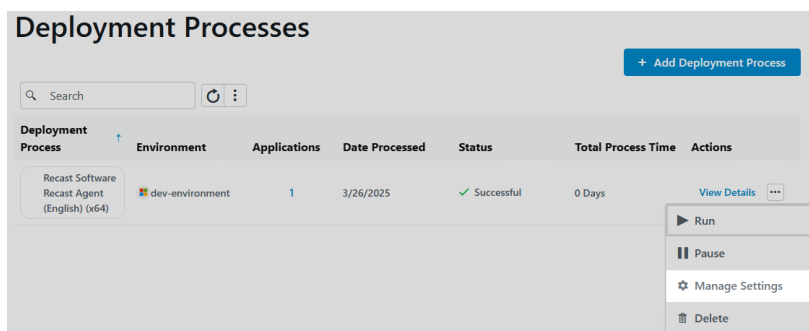 Deployment Processes
+ Add Deployment Process
Search
Deployment
Process Environment Applications Date Processed Status Total Process Time Actions
Recast Software
Recast Agent
(English) (x64)
dev-environment 1 3/26/2025 Successful 0 Days View Details
Run
Pause
Manage Settings
Delete